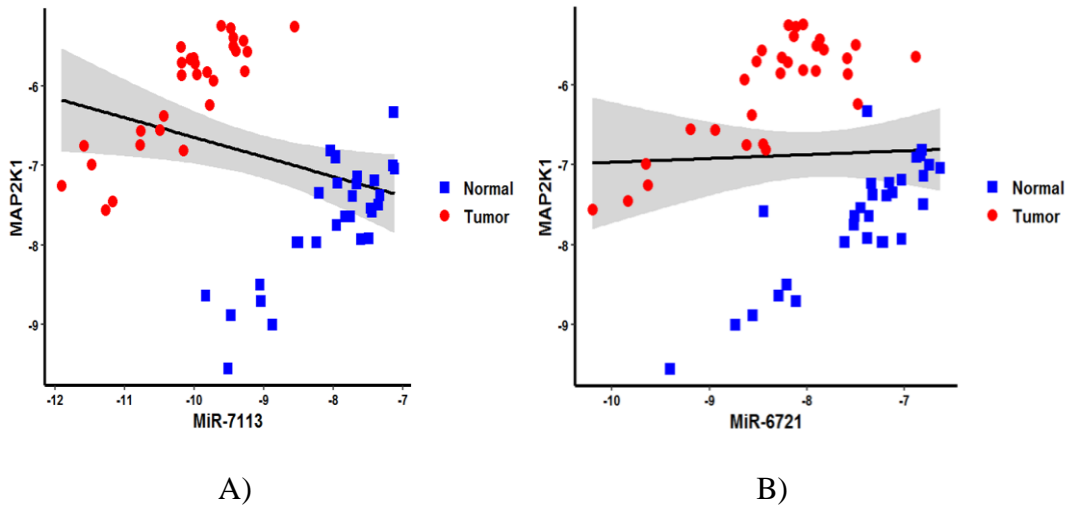 MAP2K1
-6
-7
-8
-9
-12 -11 -10 -9 -8 -7
MiR-7113
Normal
Tumor
A)
MAP2K1
-6
-7
-8
-9
-10 -9 -8 -7
MiR-6721
Normal
Tumor
B)